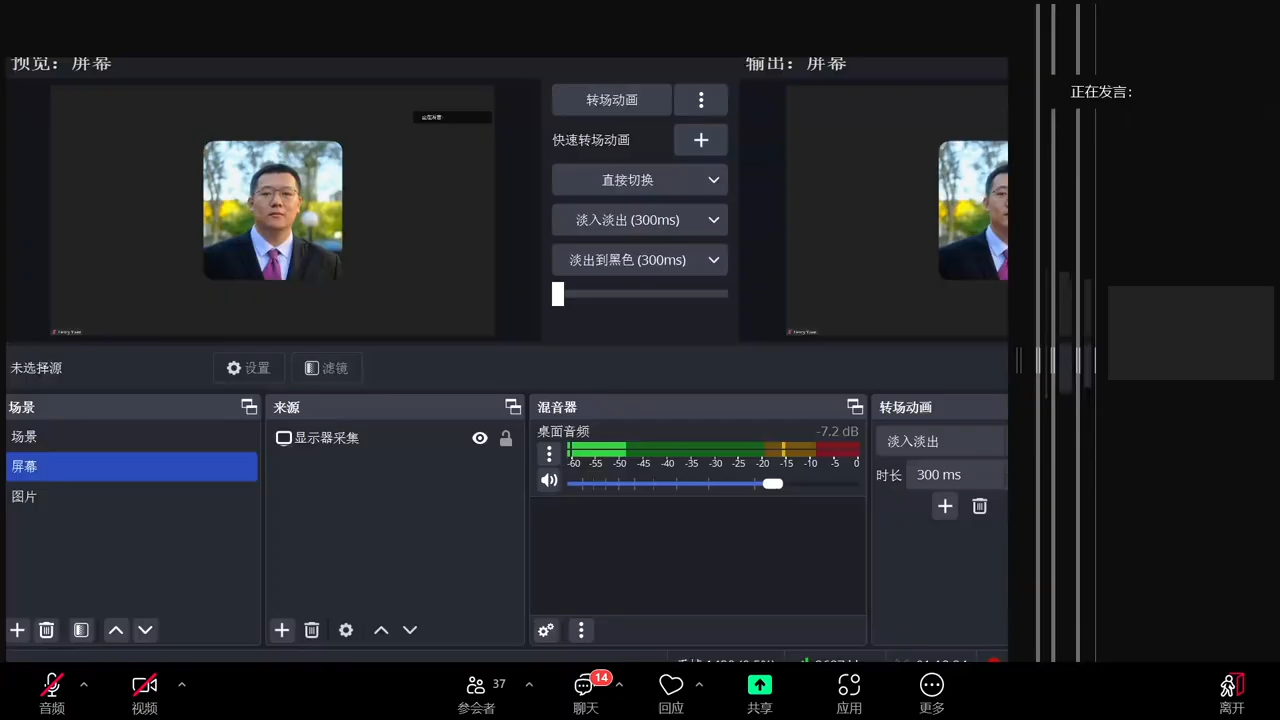 预览：屏幕
输出：屏幕
正在发言:
转场动画
快速转场动画
直接切换
淡入淡出 (300ms)
淡出到黑色 (300ms)
未选择源
设置
滤镜
场景
来源
混音器
转场动画
场景
屏幕
图片
显示器采集
桌面音频
-7.2 dB
-60 -55 -50 -45 -40 -35 -30 -25 -20 -15 -10 -5 0
淡入淡出
时长
300 ms
音频
视频
37
参会者
14
聊天
回应
共享
应用
更多
离开